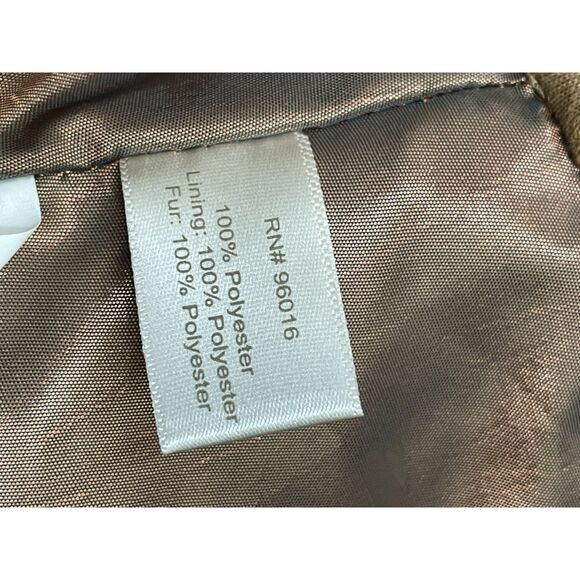 RN# 96016
100% Polyester
Lining: 100% Polyester
Fur: 100% Polyester